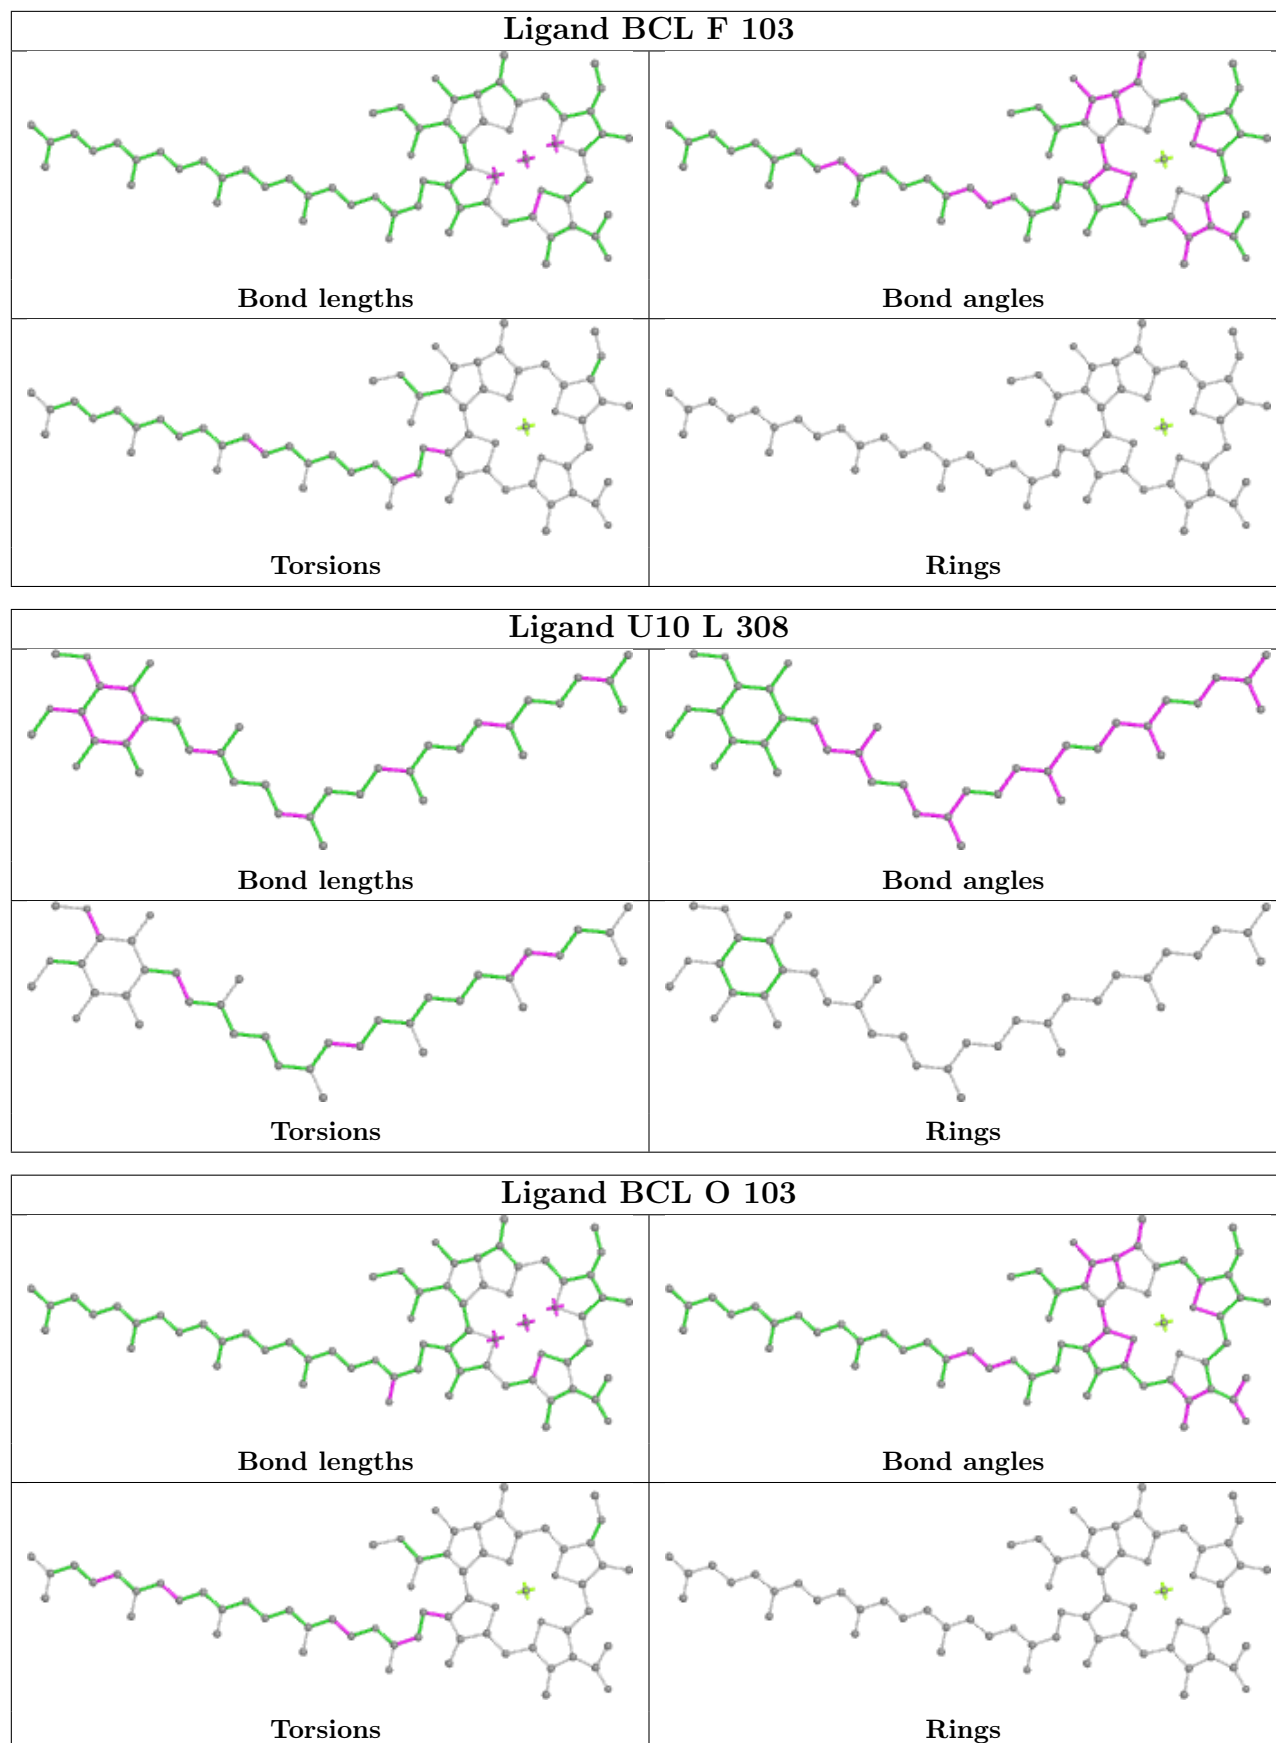 Ligand BCL F 103
Bond lengths
Bond angles
Torsions
Rings
Ligand U10 L 308
Bond lengths
Bond angles
Torsions
Rings
Ligand BCL O 103
Bond lengths
Bond angles
Torsions
Rings